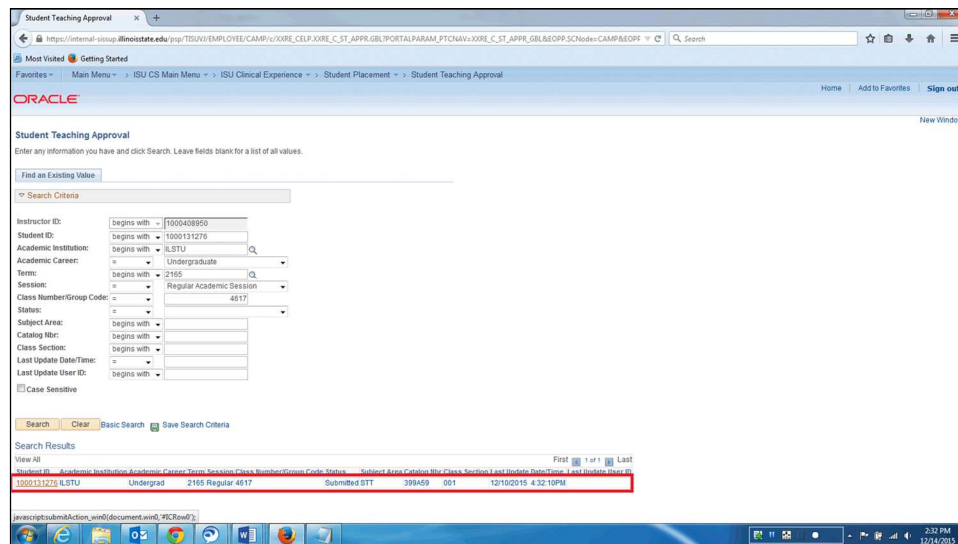 Student Teaching Approval × +
https://internal-sissup.illinoisstate.edu/psp/TISUVJ/EMPLOYEE/CAMP/c/XXRE_CELP.XXRE_C_ST_APPR.GBL?PORTALPARAM_PTCNAV=XXRE_C_ST_APPR_GBL&EOPP.SCNode=CAMP&EOPP Search
Most Visited Getting Started
Favorites Main Menu > ISU CS Main Menu > ISU Clinical Experience > Student Placement > Student Teaching Approval
Home Add to Favorites Sign out
ORACLE
New Windo
Student Teaching Approval
Enter any information you have and click Search. Leave fields blank for a list of all values.
Find an Existing Value
Search Criteria
Instructor ID: begins with 1000408950
Student ID: begins with 1000131276
Academic Institution: begins with ILSTU
Academic Career: = Undergraduate
Term: begins with 2165
Session: = Regular Academic Session
Class Number/Group Code: = 4617
Status: =
Subject Area: begins with
Catalog Nbr: begins with
Class Section: begins with
Last Update Date/Time: =
Last Update User ID: begins with
Case Sensitive
Search Clear Basic Search Save Search Criteria
Search Results
View All First 1 of 1 Last
Student ID Academic Institution Academic Career Term Session Class Number/Group Code Status Subject Area Catalog Nbr Class Section Last Update Date/Time Last Update User ID
1000131276 ILSTU Undergrad 2165 Regular 4617 Submitted STT 399A59 001 12/10/2015 4:32:10PM
javascript:submitAction_win0(document.win0,'#ICRow0');
2:32 PM
12/14/2015